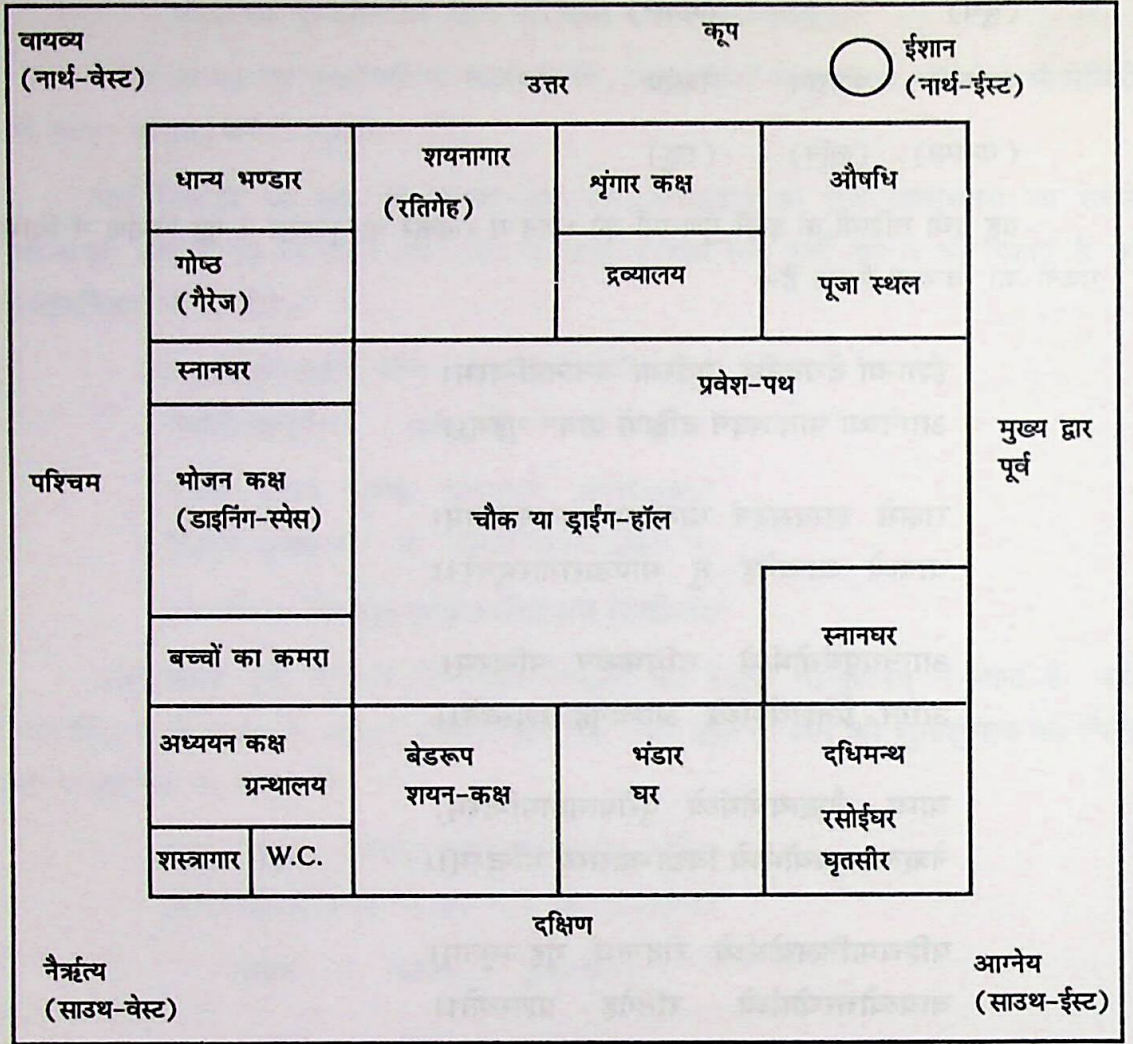 वायव्य
(नार्थ-वेस्ट)
कूप
उत्तर
ईशान
(नार्थ-ईस्ट)
धान्य भण्डार
शयनागार
(रतिगेह)
शृंगार कक्ष
औषधि
गोष्ठ
(गैरेज)
द्रव्यालय
पूजा स्थल
स्नानघर
प्रवेश-पथ
मुख्य द्वार
पूर्व
पश्चिम
भोजन कक्ष
(डाइनिंग-स्पेस)
चौक या ड्राईंग-हॉल
स्नानघर
बच्चों का कमरा
अध्ययन कक्ष
ग्रन्थालय
बेडरूप
शयन-कक्ष
भंडार
घर
दधिमन्थ
रसोईघर
घृतसीर
शस्त्रागार
W.C.
दक्षिण
नैर्ऋत्य
(साउथ-वेस्ट)
आग्नेय
(साउथ-ईस्ट)